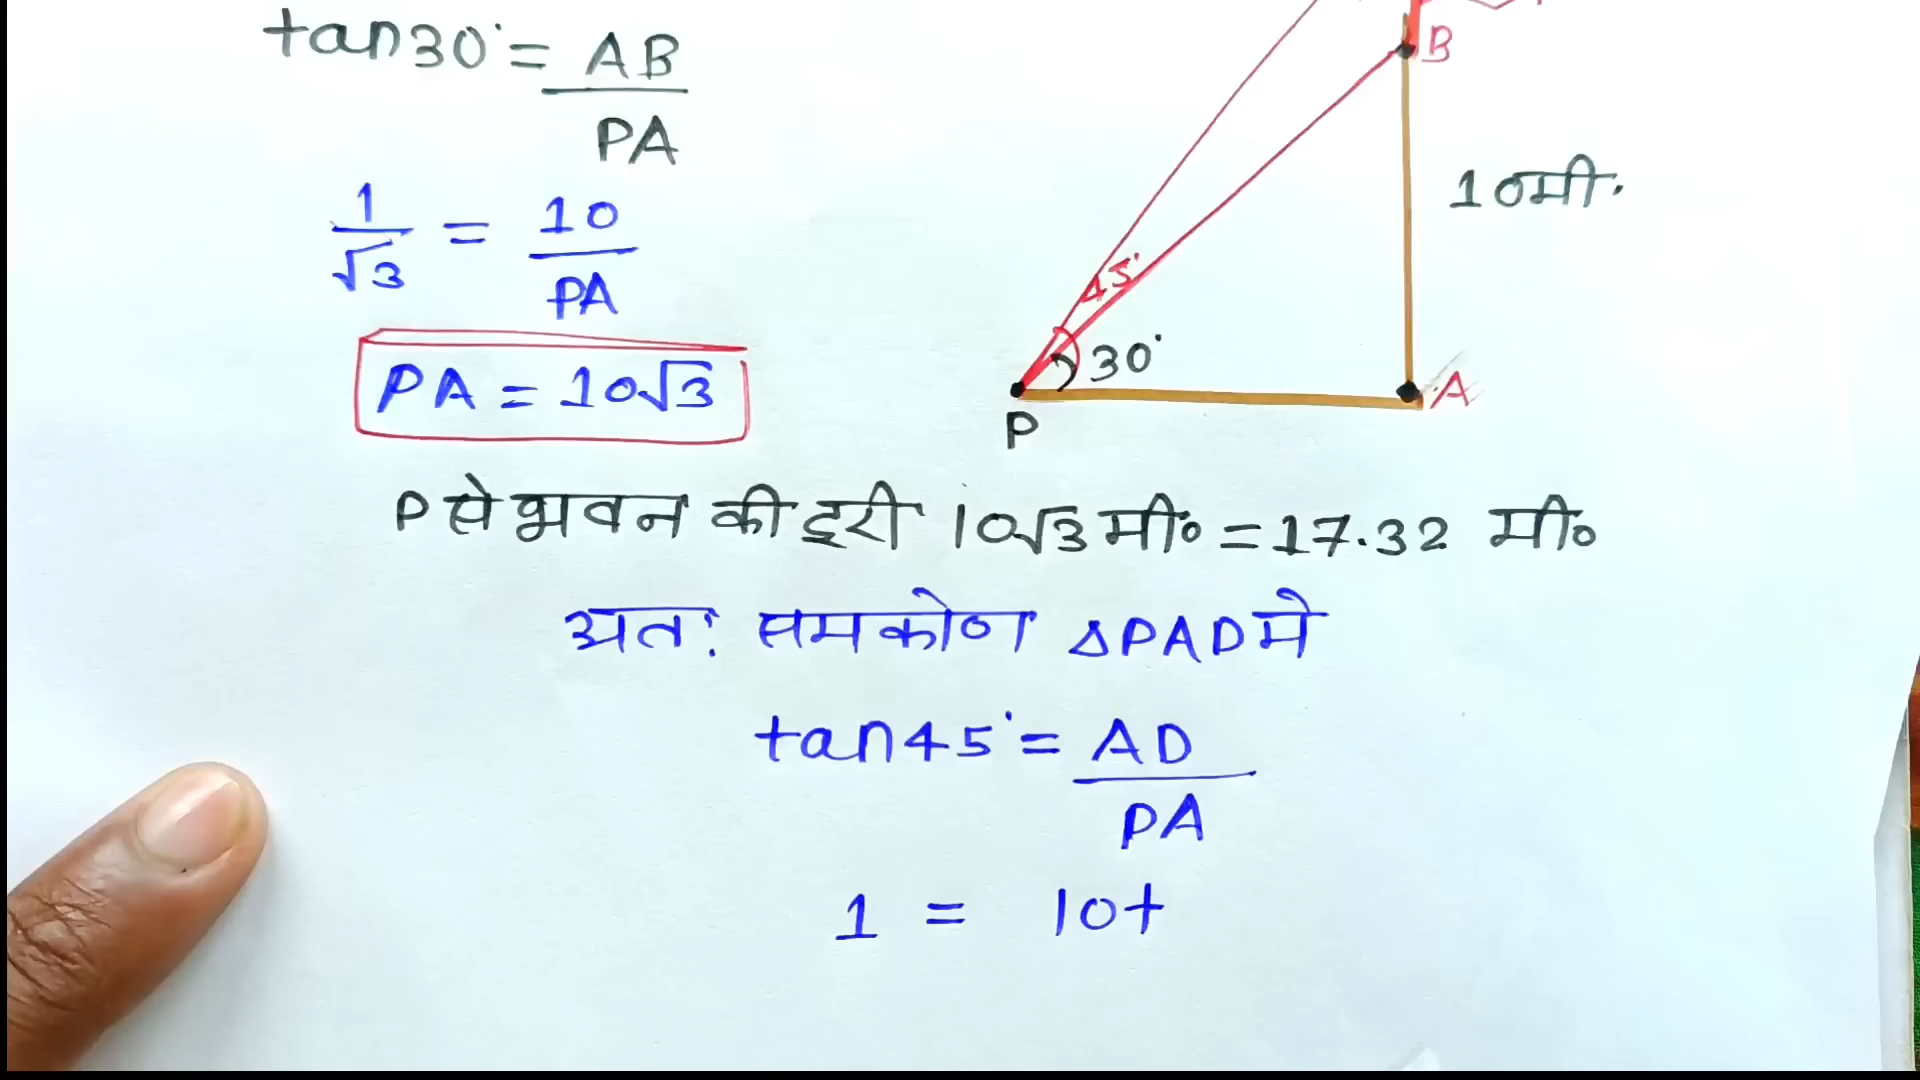 tan30° = AB
PA
1/√3 = 10/PA
PA = 10√3
B
10मी.
45°
30°
P
A
P से भवन की दूरी 10√3 मी० = 17.32 मी०
अतः समकोण ΔPAD मे
tan45° = AD
PA
1 = 10+